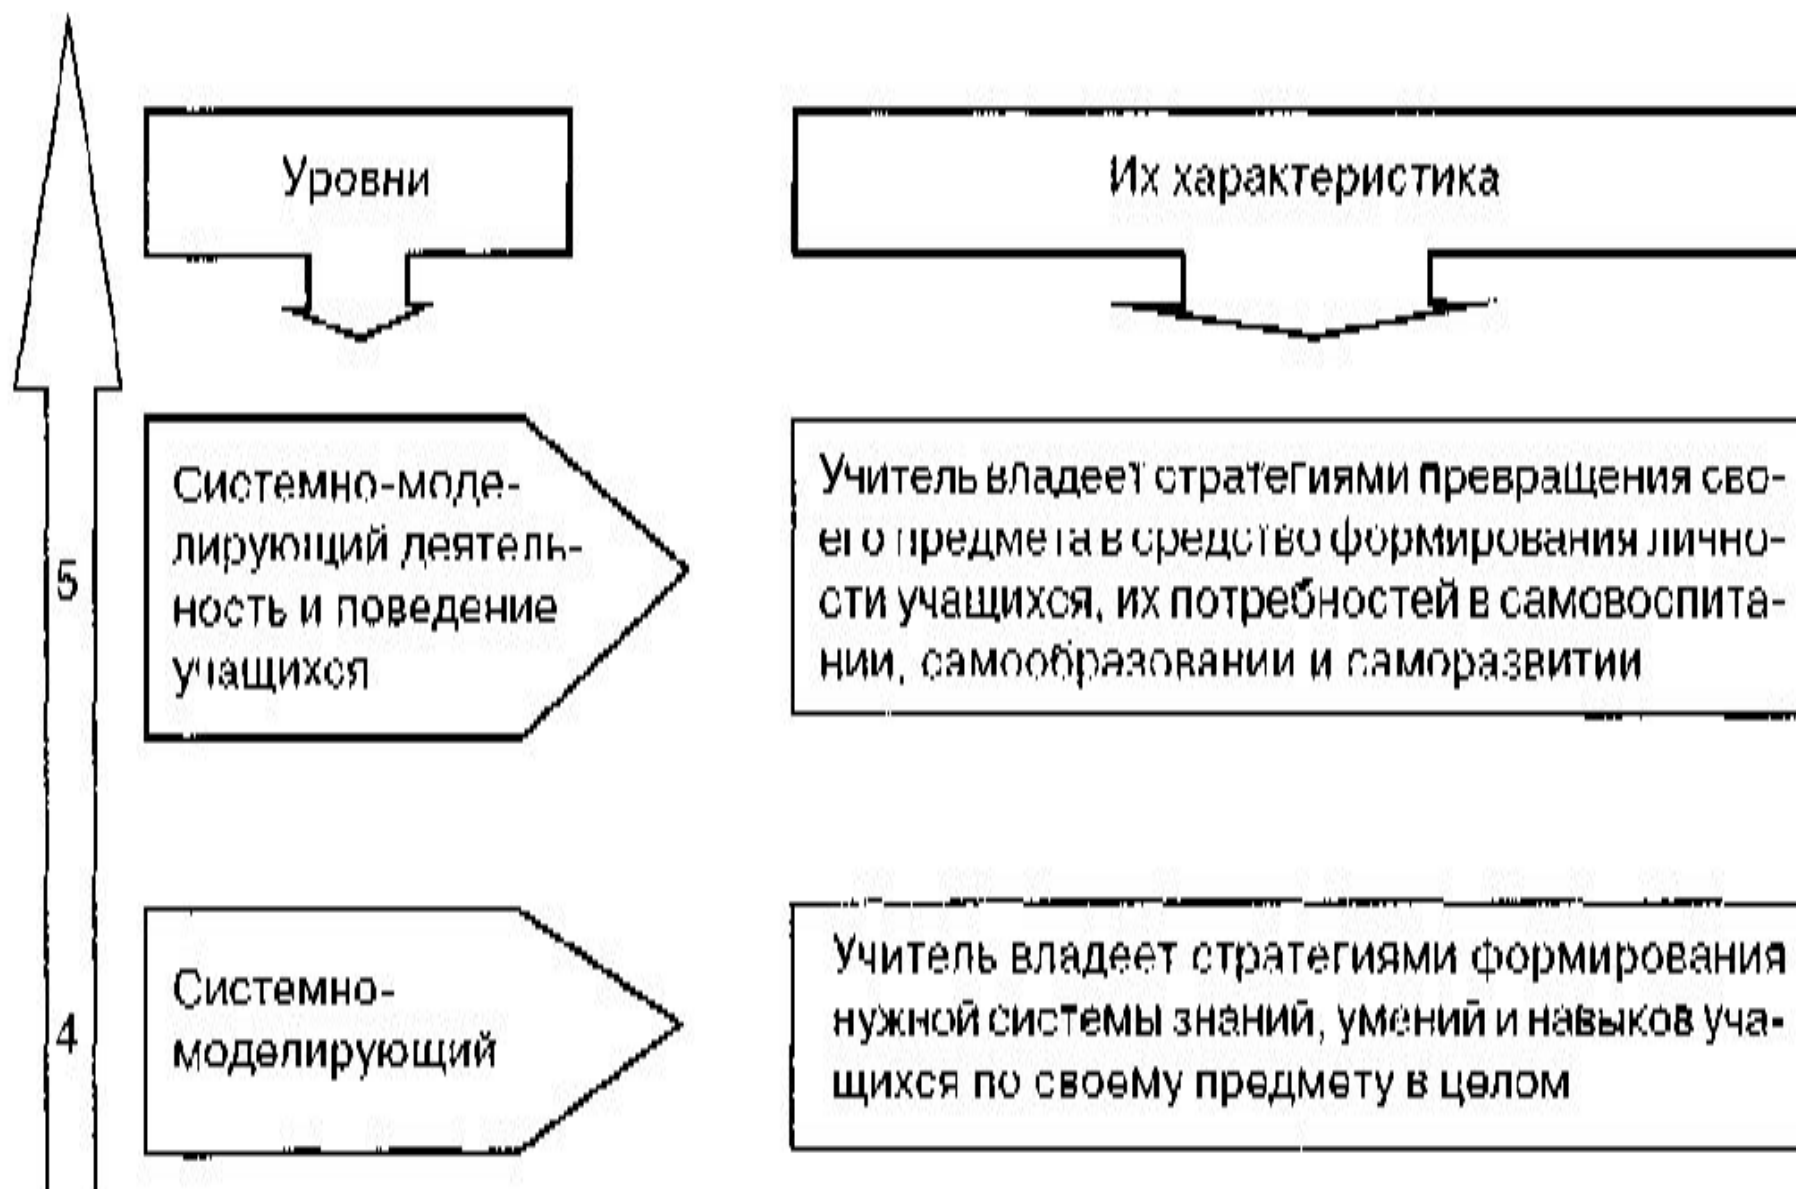 Уровни
Их характеристика
5
Системно-моде-
лирующий деятель-
ность и поведение
учащихся
Учитель владеет стратегиями превращения сво-
его предмета в средство формирования лично-
сти учащихся, их потребностей в самовоспита-
нии, самообразовании и саморазвитии
4
Системно-
моделирующий
Учитель владеет стратегиями формирования
нужной системы знаний, умений и навыков уча-
щихся по своему предмету в целом